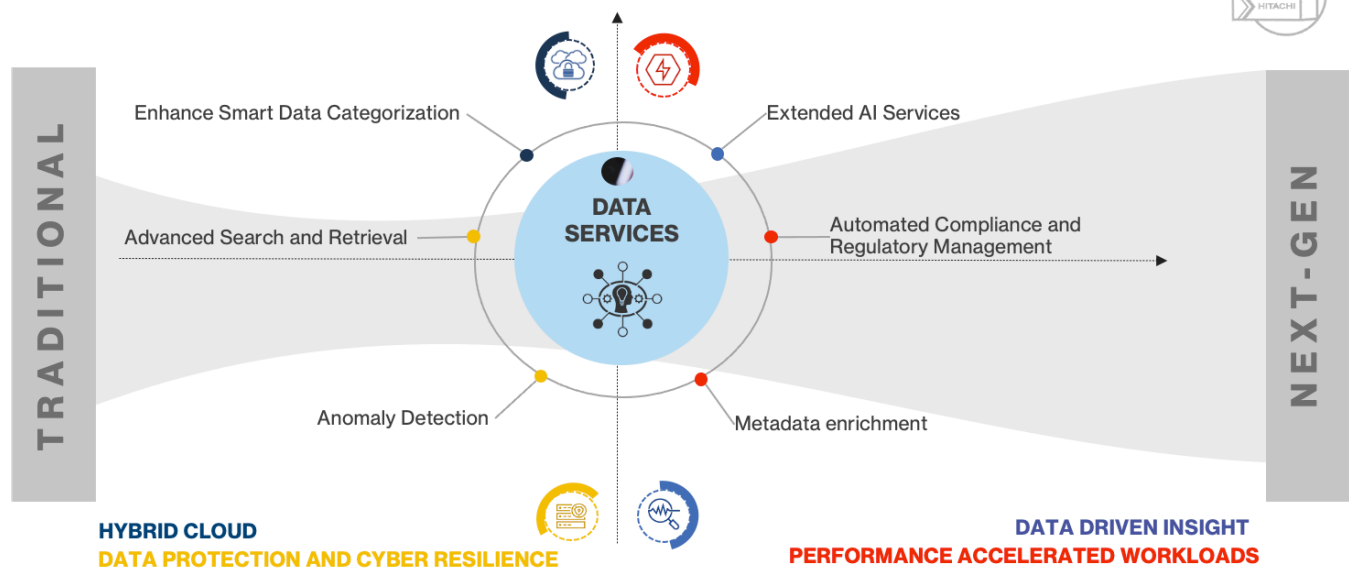 HITACHI
TRADITIONAL
Enhance Smart Data Categorization
Extended AI Services
DATA
SERVICES
Advanced Search and Retrieval
Automated Compliance and
Regulatory Management
Anomaly Detection
Metadata enrichment
NEXT-GEN
HYBRID CLOUD
DATA PROTECTION AND CYBER RESILIENCE
DATA DRIVEN INSIGHT
PERFORMANCE ACCELERATED WORKLOADS